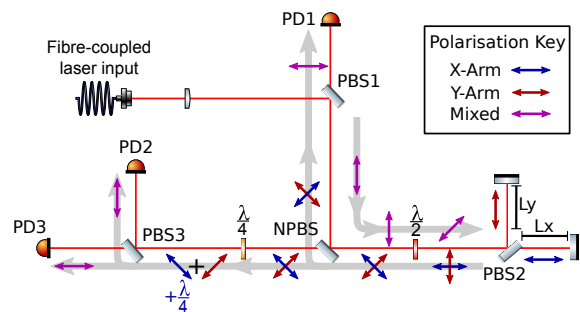 PD1
Fibre-coupled
laser input
PBS1
Polarisation Key
X-Arm
Y-Arm
Mixed
PD2
PD3
PBS3
λ
4
NPBS
λ
2
Ly
Lx
PBS2
+
+λ
4